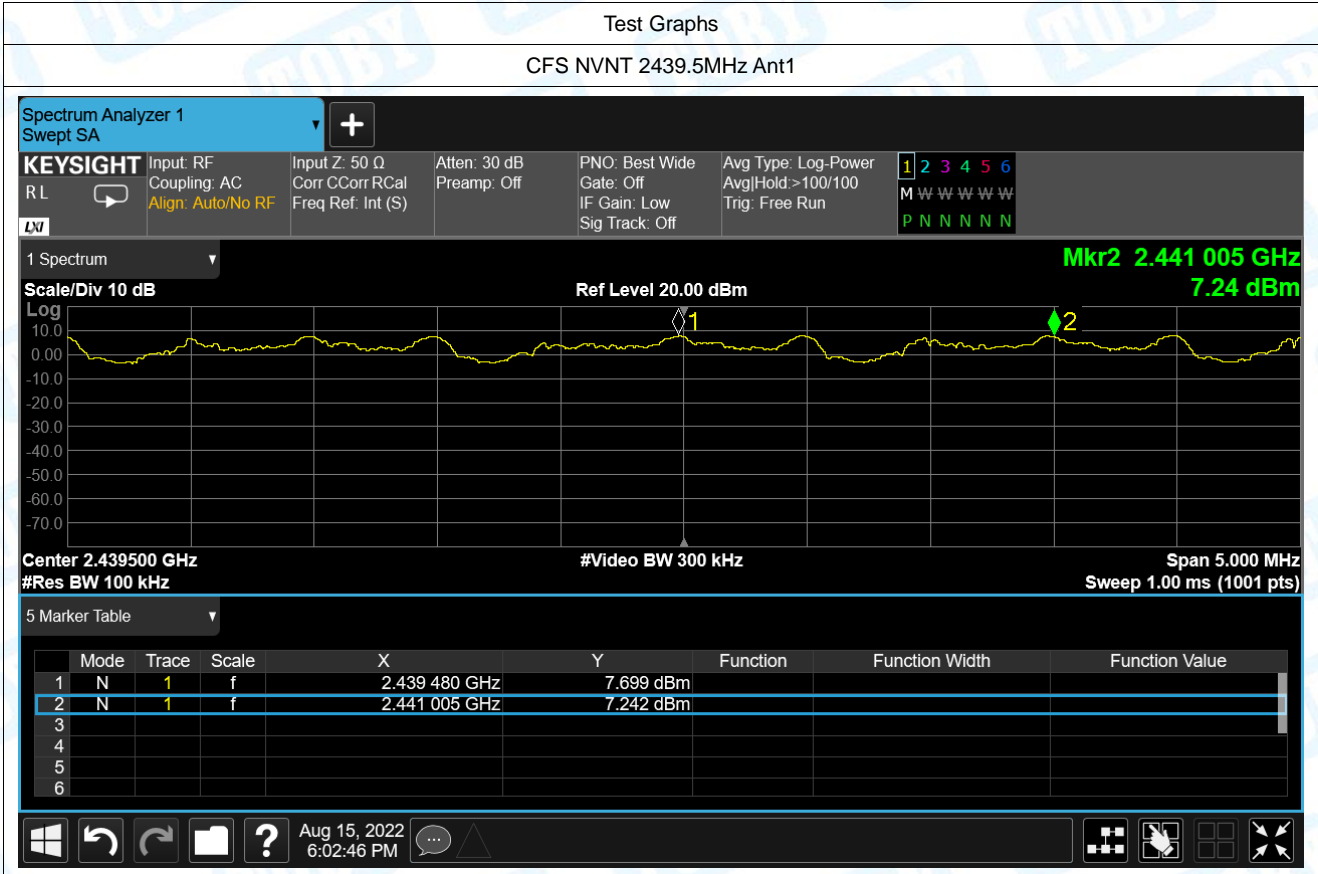 Test Graphs
CFS NVNT 2439.5MHz Ant1
Spectrum Analyzer 1
Swept SA
KEYSIGHT
R L
LXI
Input: RF
Coupling: AC
Align: Auto/No RF
Input Z: 50 Ω
Corr CCorr RCal
Freq Ref: Int (S)
Atten: 30 dB
Preamp: Off
PNO: Best Wide
Gate: Off
IF Gain: Low
Sig Track: Off
Avg Type: Log-Power
Avg|Hold:>100/100
Trig: Free Run
1 2 3 4 5 6
M W W W W W
P N N N N N
1 Spectrum
Mkr2 2.441 005 GHz
7.24 dBm
Scale/Div 10 dB
Ref Level 20.00 dBm
Log
10.0
0.00
-10.0
-20.0
-30.0
-40.0
-50.0
-60.0
-70.0
1
2
Center 2.439500 GHz
#Video BW 300 kHz
Span 5.000 MHz
#Res BW 100 kHz
Sweep 1.00 ms (1001 pts)
5 Marker Table
Mode Trace Scale X Y Function Function Width Function Value
1 N 1 f 2.439 480 GHz 7.699 dBm
2 N 1 f 2.441 005 GHz 7.242 dBm
3
4
5
6
?
Aug 15, 2022
6:02:46 PM
TOBY